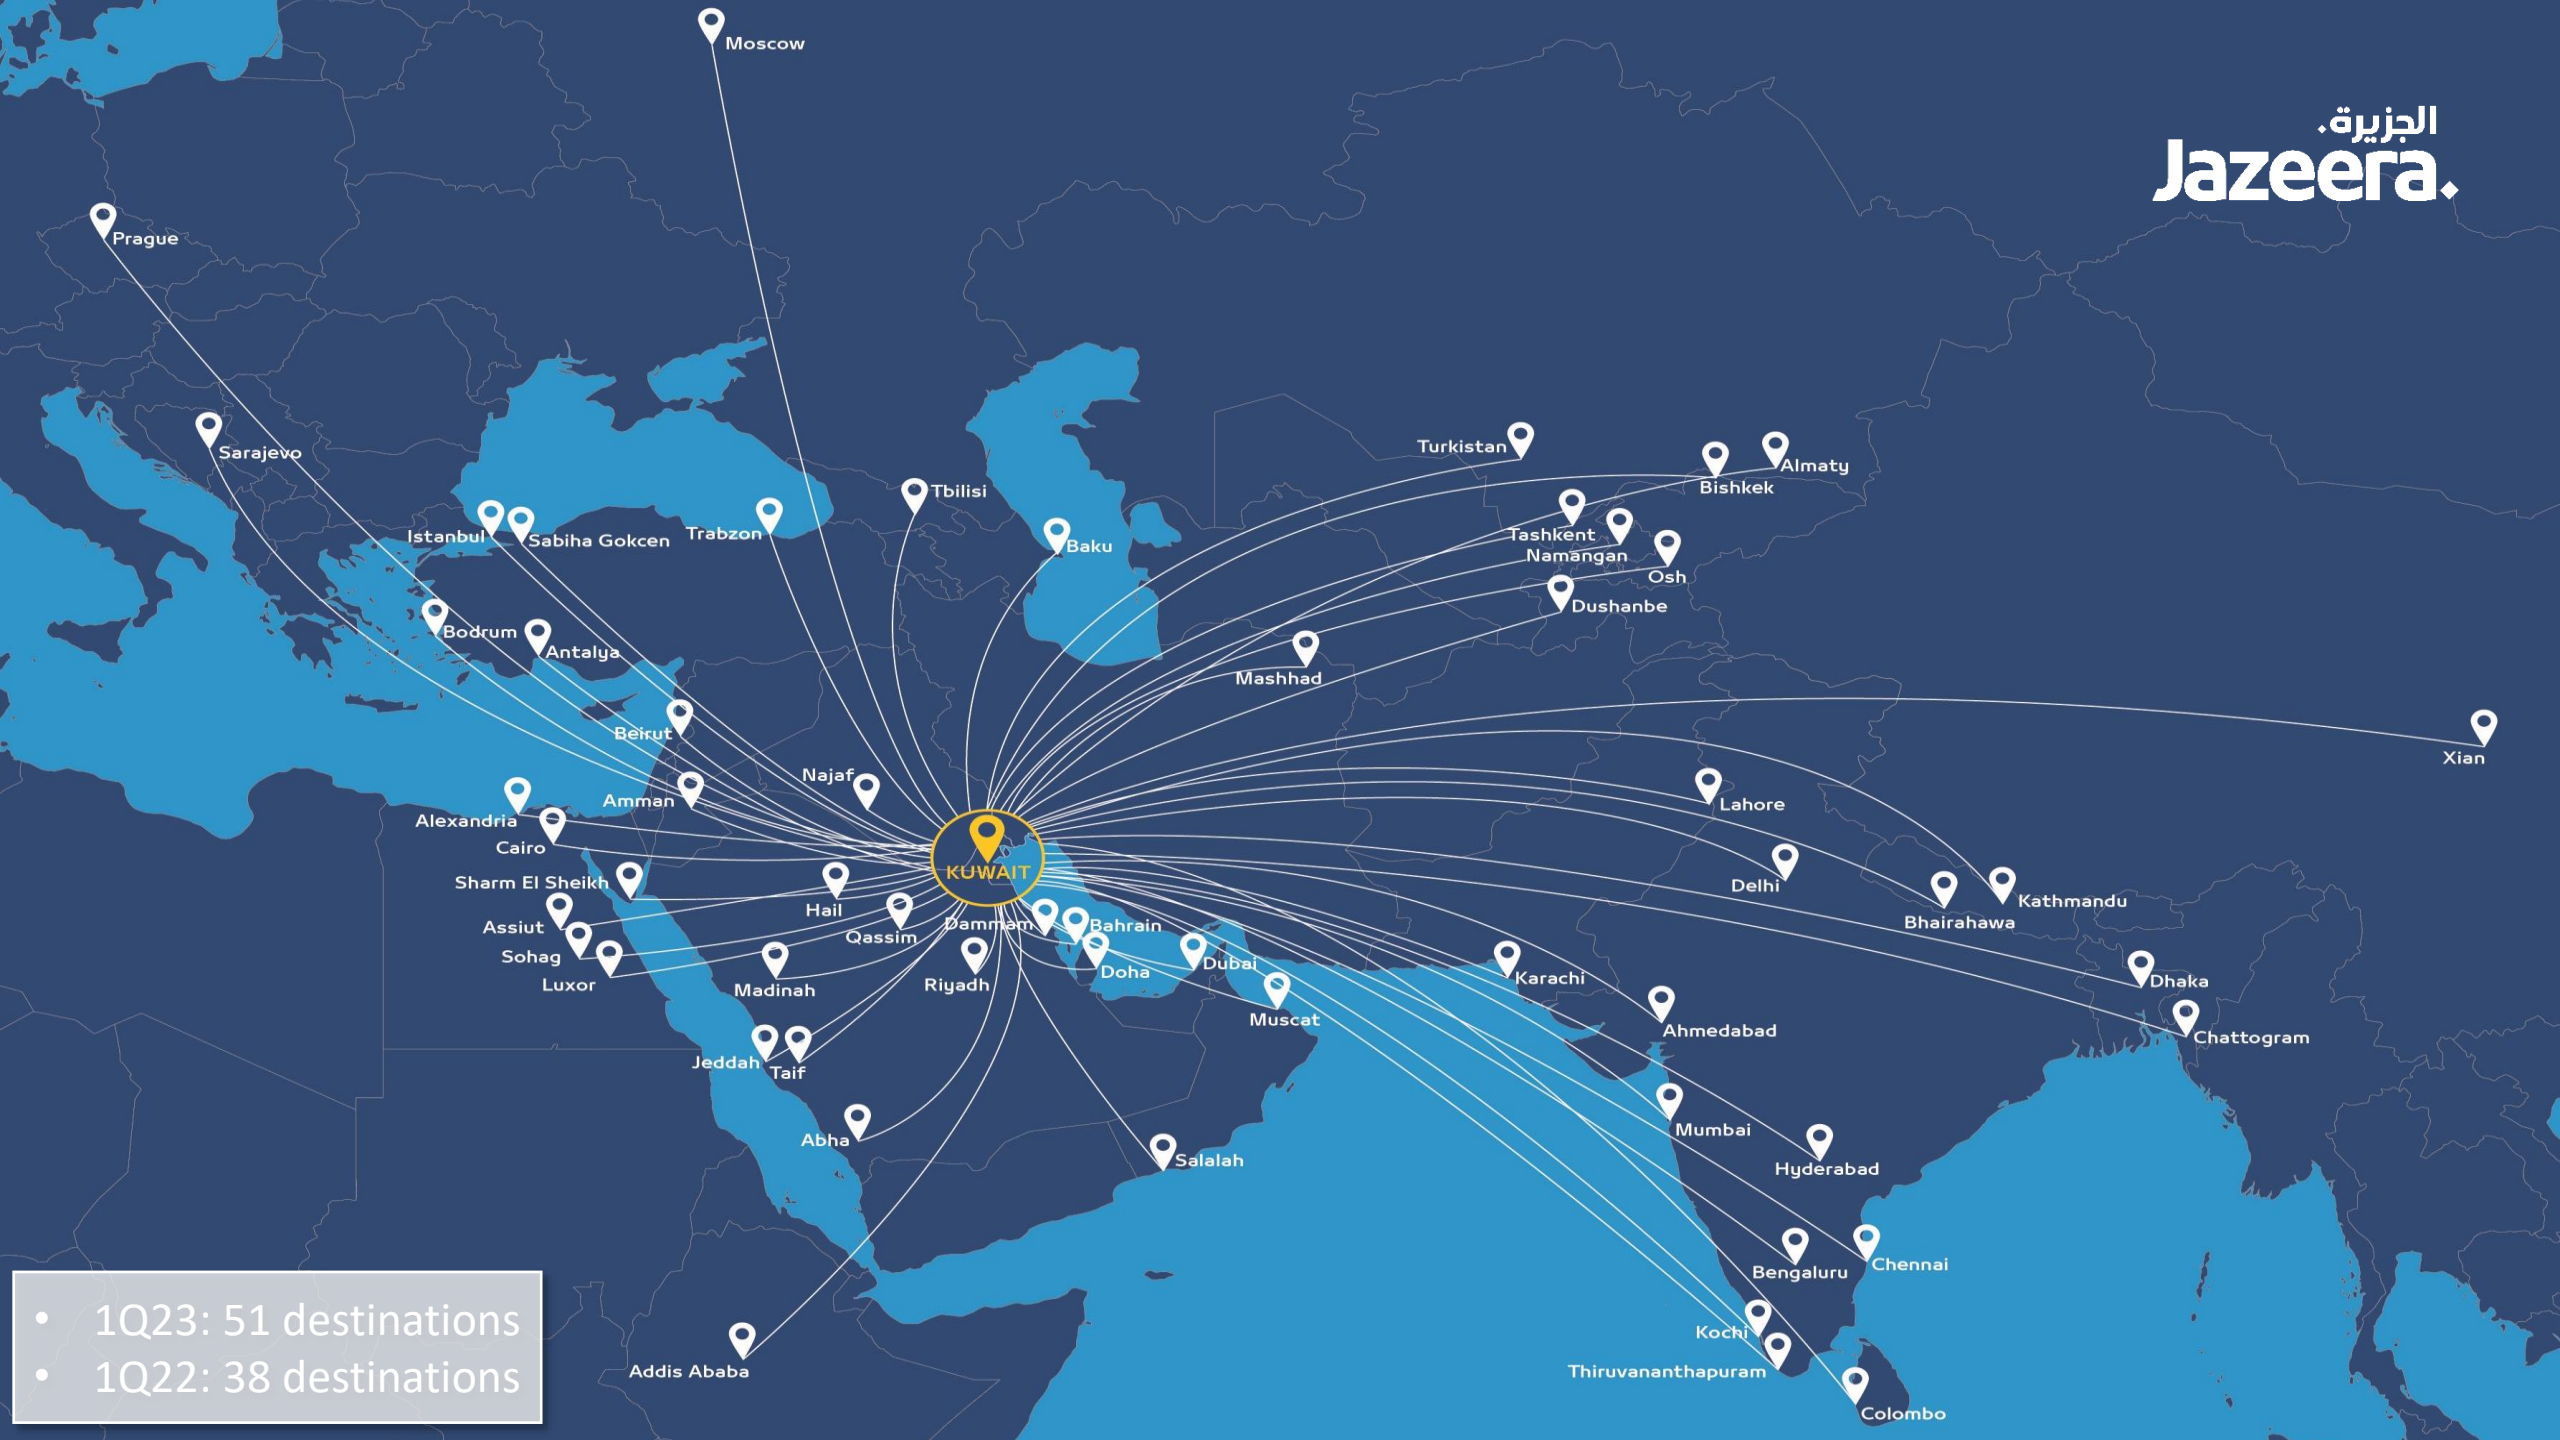 Moscow
الجزيرة.
Jazeera.
Prague
Sarajevo
Turkistan
Almaty
Bishkek
Tbilisi
Istanbul
Sabiha Gokcen
Trabzon
Baku
Tashkent
Namangan
Osh
Dushanbe
Bodrum
Antalya
Mashhad
Beirut
Xian
Najaf
Amman
Lahore
Alexandria
Cairo
KUWAIT
Sharm El Sheikh
Delhi
Kathmandu
Hail
Bhairahawa
Assiut
Qassim
Dammam
Bahrain
Sohag
Doha
Dubai
Luxor
Madinah
Riyadh
Karachi
Dhaka
Muscat
Ahmedabad
Chattogram
Jeddah
Taif
Abha
Mumbai
Salalah
Hyderabad
Bengaluru
Chennai
Kochi
Addis Ababa
Thiruvananthapuram
Colombo
• 1Q23: 51 destinations
• 1Q22: 38 destinations